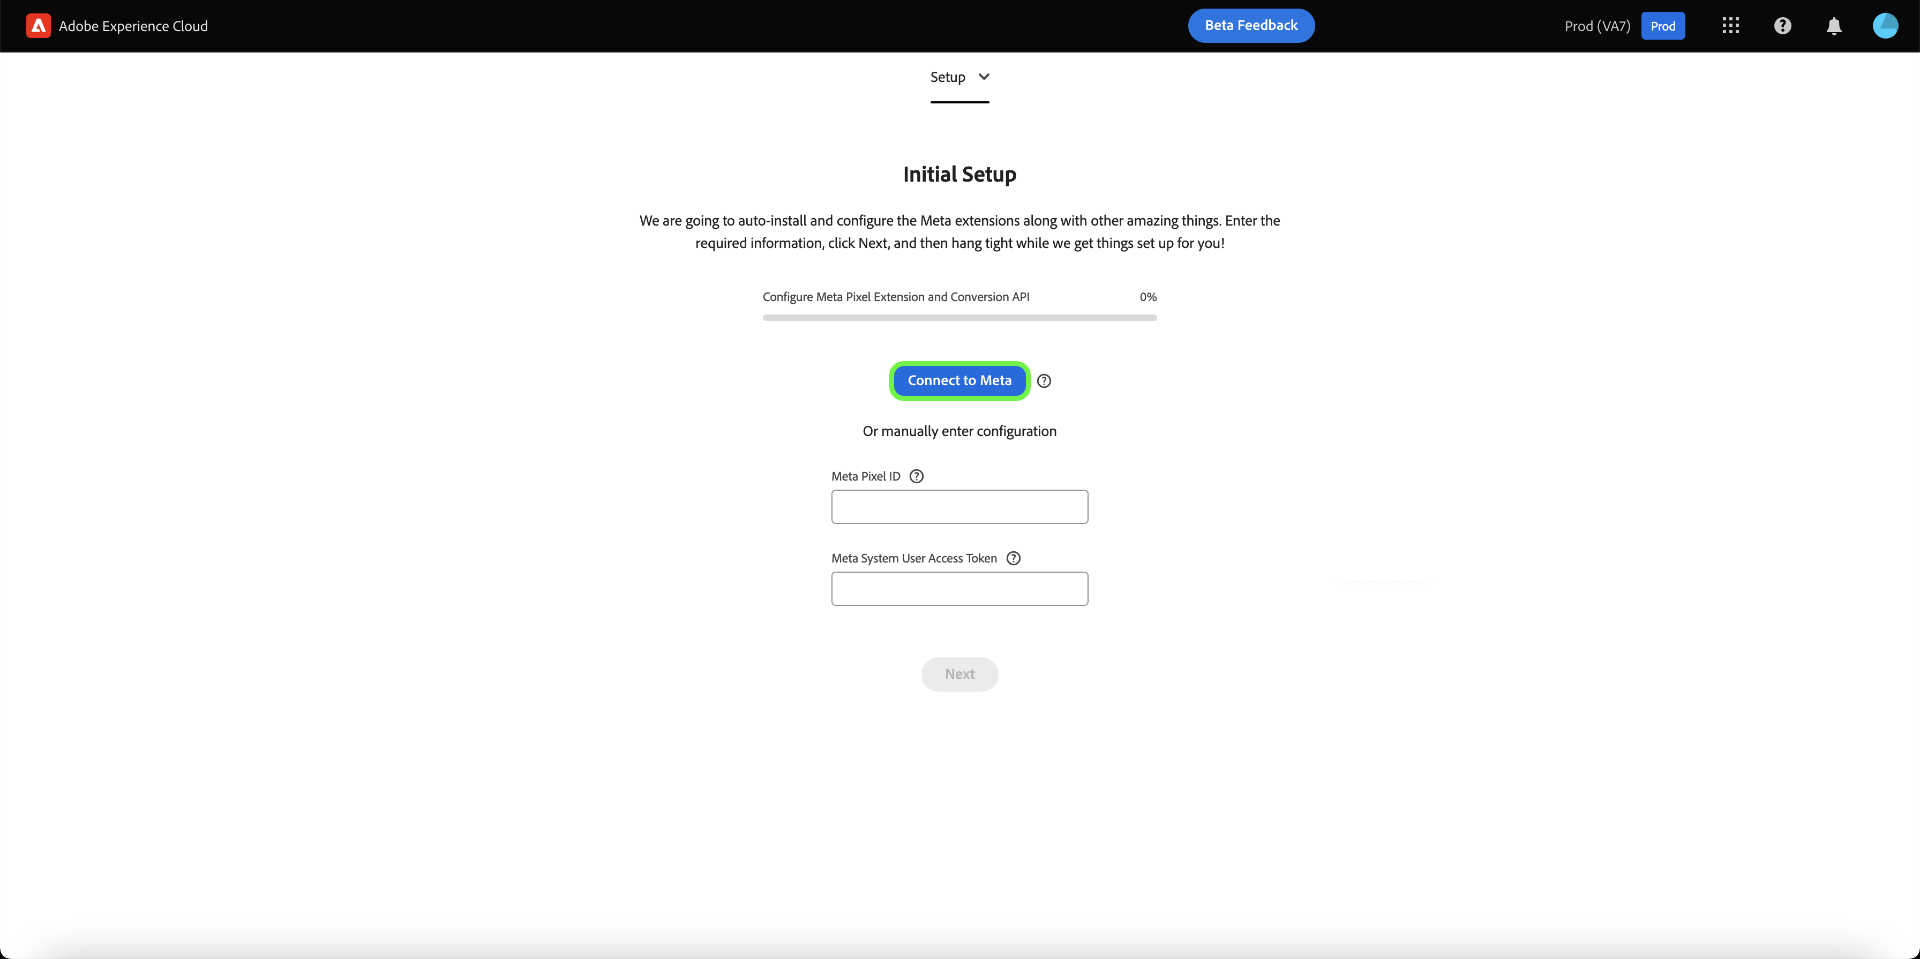 Adobe Experience Cloud
Beta Feedback
Prod (VA7)
Prod
Setup
Initial Setup
We are going to auto-install and configure the Meta extensions along with other amazing things. Enter the
required information, click Next, and then hang tight while we get things set up for you!
Configure Meta Pixel Extension and Conversion API
0%
Connect to Meta
Or manually enter configuration
Meta Pixel ID
Meta System User Access Token
Next